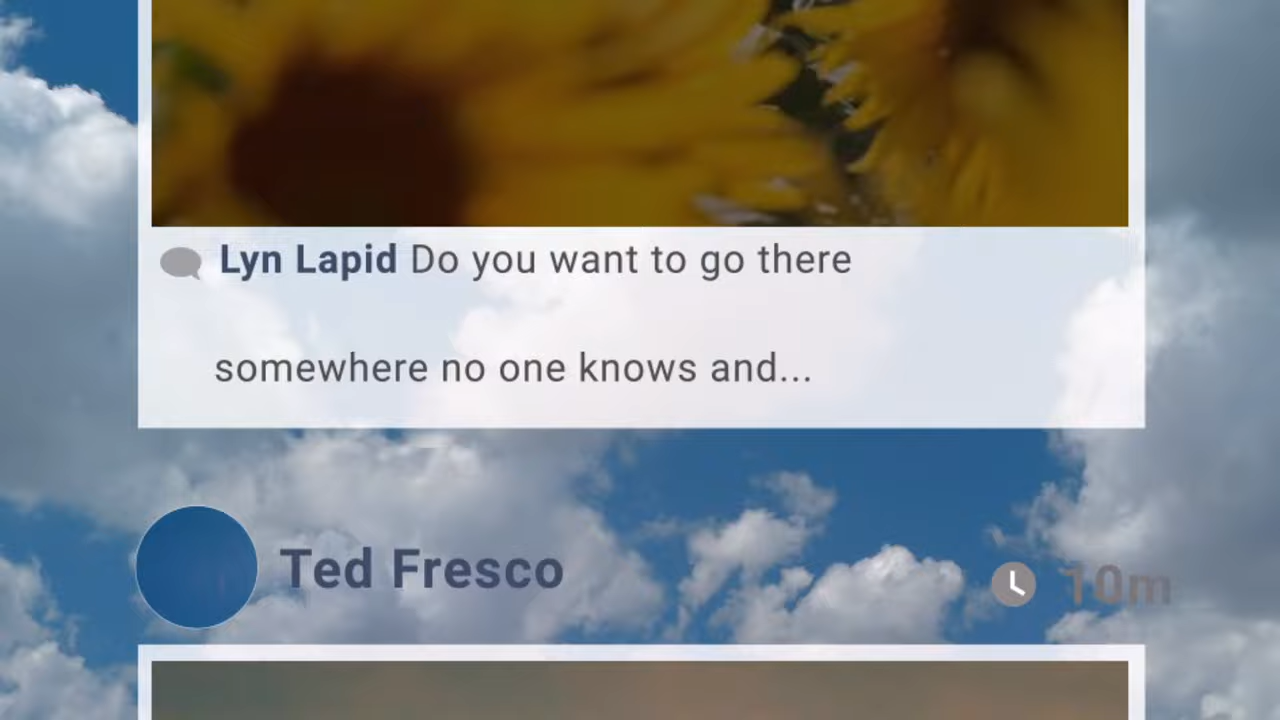 Lyn Lapid Do you want to go there
somewhere no one knows and...
Ted Fresco
10m